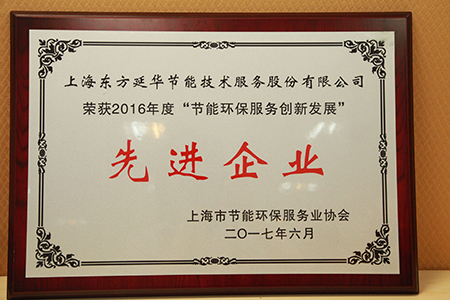 上海东方延华节能技术服务股份有限公司
荣获2016年度“节能环保服务创新发展”
先进企业
上海市节能环保服务业协会
二〇一七年六月